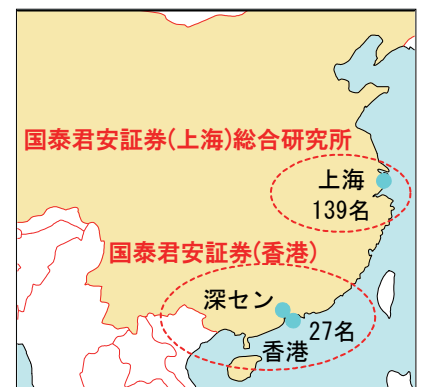 国泰君安証券(上海)総合研究所
上海
139名
国泰君安証券(香港)
深セン
27名
香港